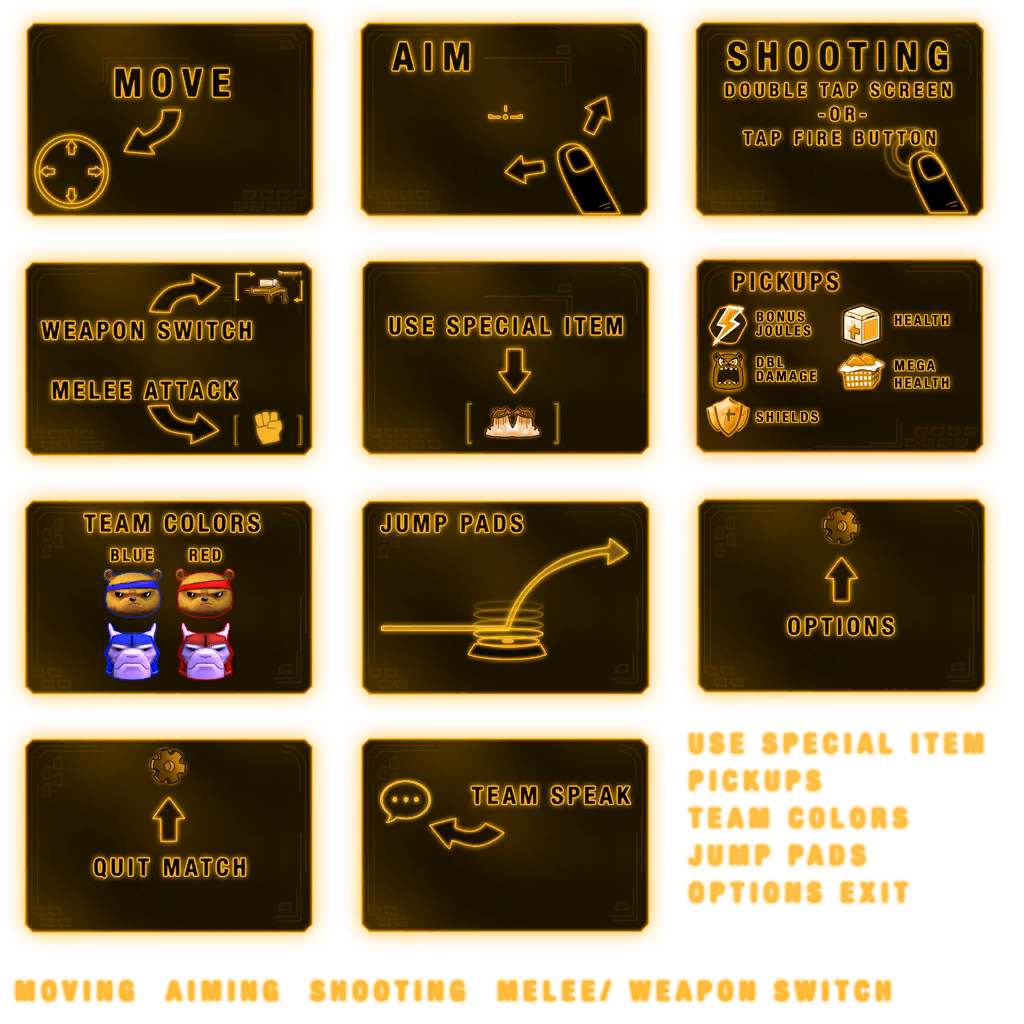 MOVE
AIM
SHOOTING
DOUBLE TAP SCREEN
-OR-
TAP FIRE BUTTON
WEAPON SWITCH
MELEE ATTACK
USE SPECIAL ITEM
PICKUPS
BONUS
JOULES
HEALTH
DBL
DAMAGE
MEGA
HEALTH
SHIELDS
TEAM COLORS
BLUE RED
JUMP PADS
OPTIONS
QUIT MATCH
TEAM SPEAK
USE SPECIAL ITEM
PICKUPS
TEAM COLORS
JUMP PADS
OPTIONS EXIT
MOVING AIMING SHOOTING MELEE/ WEAPON SWITCH